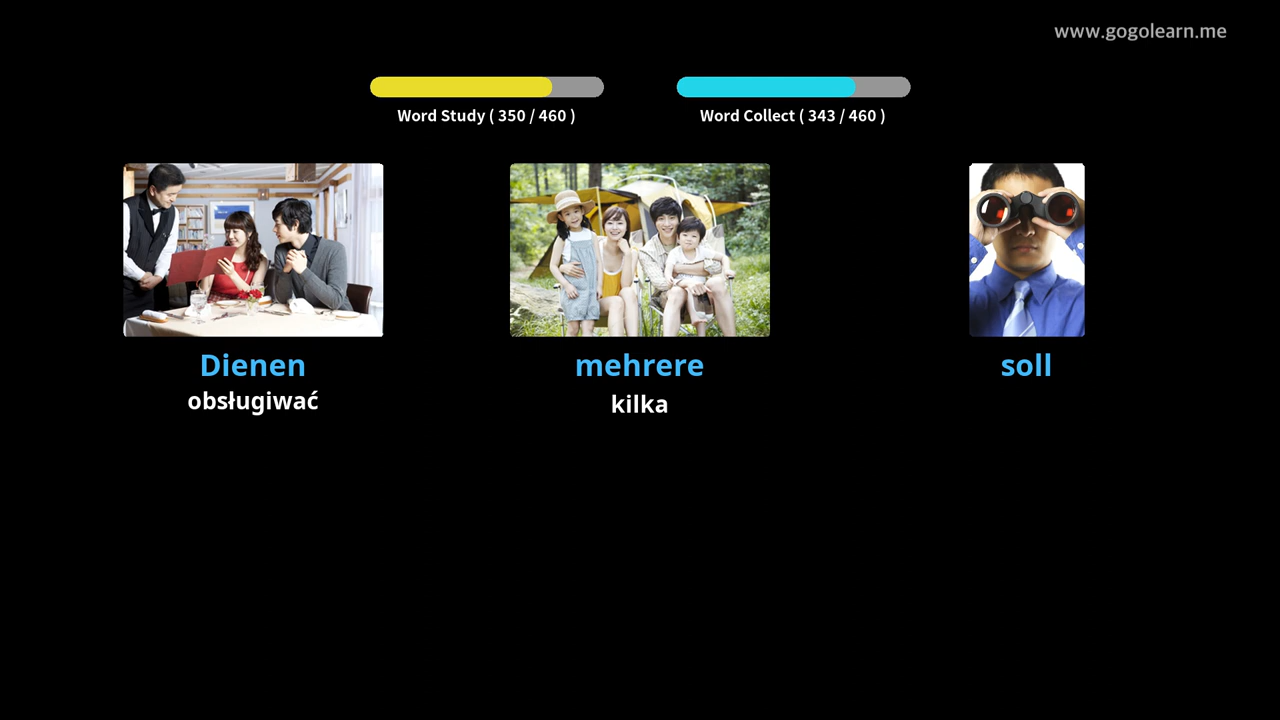 www.gogolearn.me
Word Study ( 350 / 460 )
Word Collect ( 343 / 460 )
Dienen
obsługiwać
mehrere
kilka
soll